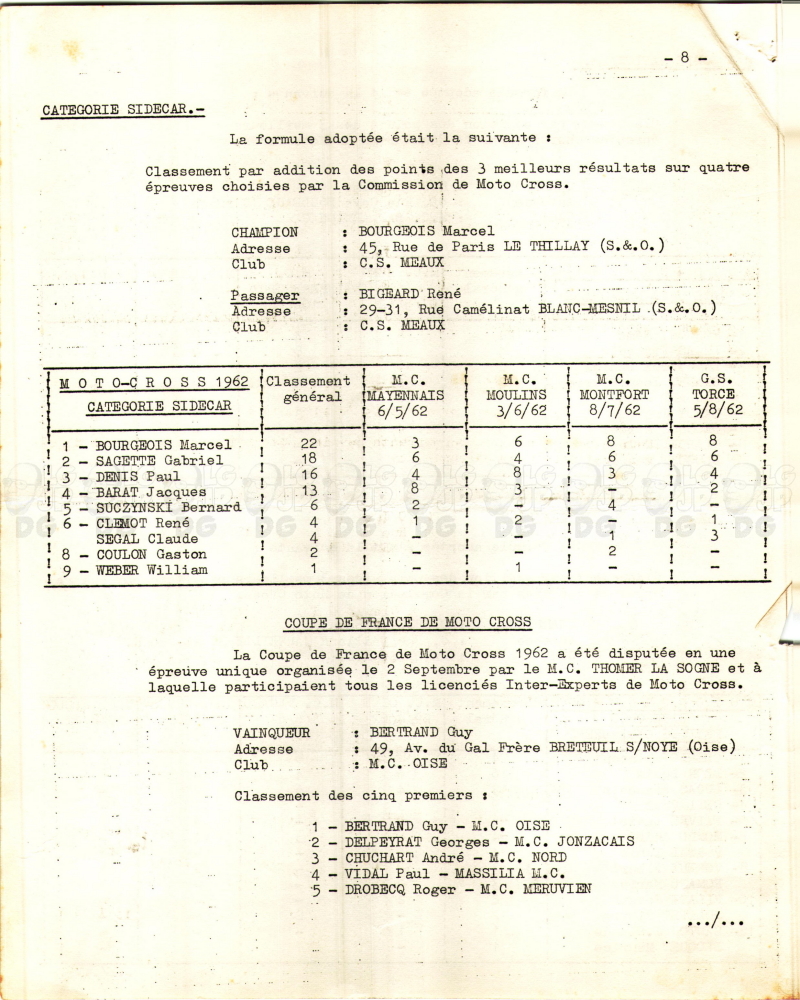 - 8 -
CATEGORIE SIDECAR.-
La formule adoptée était la suivante :
Classement par addition des points des 3 meilleurs résultats sur quatre
épreuves choisies par la Commission de Moto Cross.
CHAMPION : BOURGEOIS Marcel
Adresse : 45, Rue de Paris LE THILLAY (S.&.O.)
Club : C.S. MEAUX
Passager : BIGEARD René
Adresse : 29-31, Rue Camélinat BLANC-MESNIL (S.&.O.)
Club : C.S. MEAUX
M O T O-C R O S S 1962 Classement M.C. M.C. M.C. G.S.
CATEGORIE SIDECAR général MAYENNAIS MOULINS MONTFORT TORCE
6/5/62 3/6/62 8/7/62 5/8/62
1 - BOURGEOIS Marcel 22 3 6 8 8
2 - SAGETTE Gabriel 18 6 4 6 6
3 - DENIS Paul 16 4 8 3 4
4 - BARAT Jacques 13 8 3 - 2
5 - SUCZYNSKI Bernard 6 2 - 4 -
6 - CLEMOT René 4 1 2 - 1
SEGAL Claude 4 - - 1 3
8 - COULON Gaston 2 - - 2 -
9 - WEBER William 1 - 1 - -
COUPE DE FRANCE DE MOTO CROSS
La Coupe de France de Moto Cross 1962 a été disputée en une
épreuve unique organisée le 2 Septembre par le M.C. THOMER LA SOGNE et à
laquelle participaient tous les licenciés Inter-Experts de Moto Cross.
VAINQUEUR : BERTRAND Guy
Adresse : 49, Av. du Gal Frère BRETEUIL S/NOYE (Oise)
Club : M.C. OISE
Classement des cinq premiers :
1 - BERTRAND Guy - M.C. OISE
2 - DELPEYRAT Georges - M.C. JONZACAIS
3 - CHUCHART André - M.C. NORD
4 - VIDAL Paul - MASSILIA M.C.
5 - DROBECQ Roger - M.C. MERUVIEN
.../...